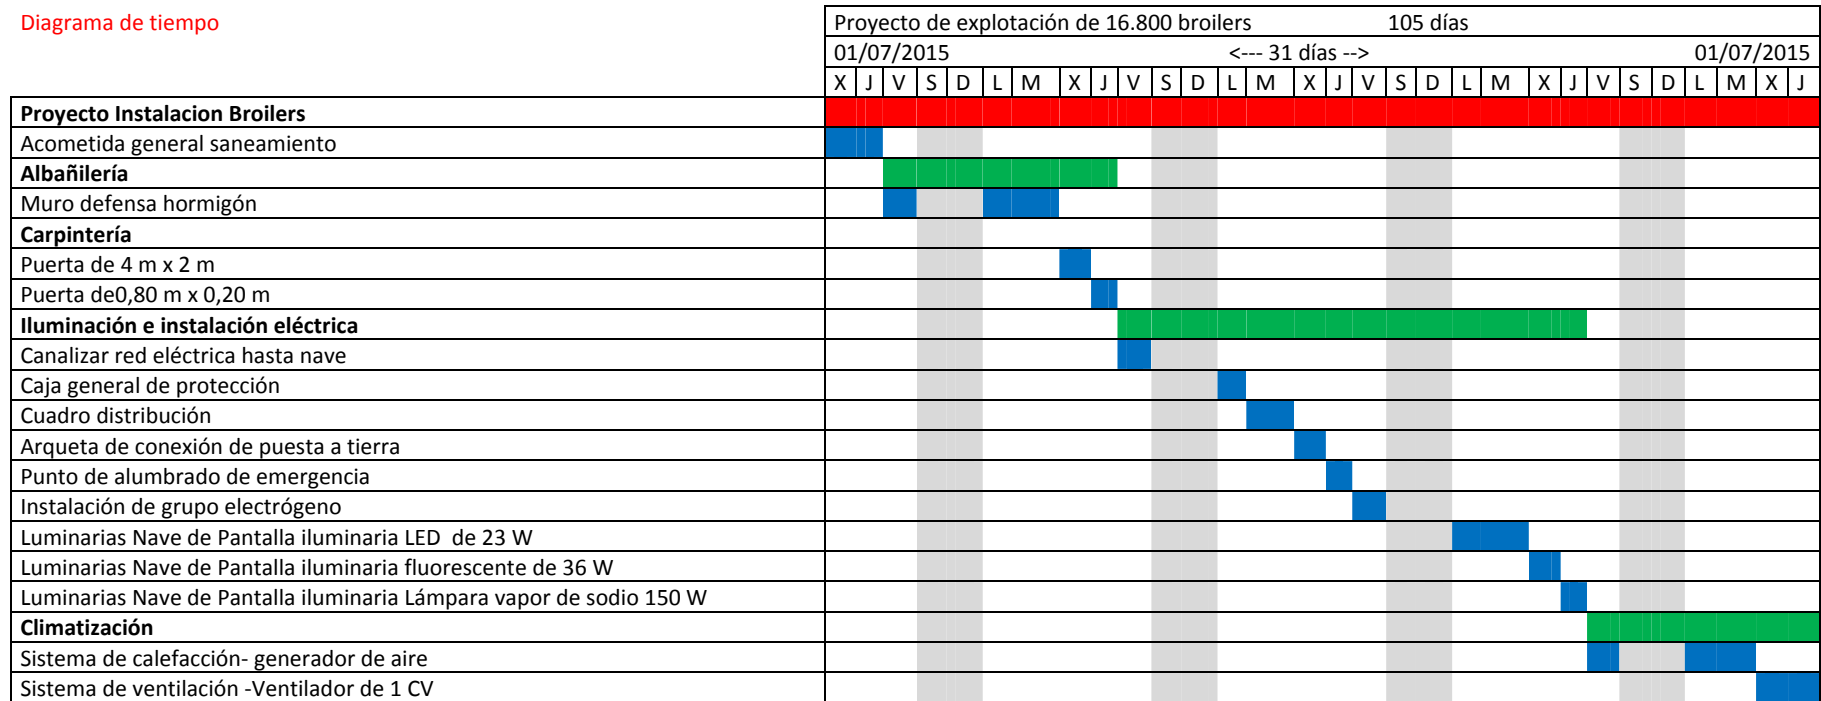 Diagrama de tiempo
Proyecto de explotación de 16.800 broilers 105 días
01/07/2015 <--- 31 días --> 01/07/2015
X J V S D L M X J V S D L M X J V S D L M X J V S D L M X J
Proyecto Instalacion Broilers
Acometida general saneamiento
Albañilería
Muro defensa hormigón
Carpintería
Puerta de 4 m x 2 m
Puerta de0,80 m x 0,20 m
Iluminación e instalación eléctrica
Canalizar red eléctrica hasta nave
Caja general de protección
Cuadro distribución
Arqueta de conexión de puesta a tierra
Punto de alumbrado de emergencia
Instalación de grupo electrógeno
Luminarias Nave de Pantalla iluminaria LED  de 23 W
Luminarias Nave de Pantalla iluminaria fluorescente de 36 W
Luminarias Nave de Pantalla iluminaria Lámpara vapor de sodio 150 W
Climatización
Sistema de calefacción- generador de aire
Sistema de ventilación -Ventilador de 1 CV